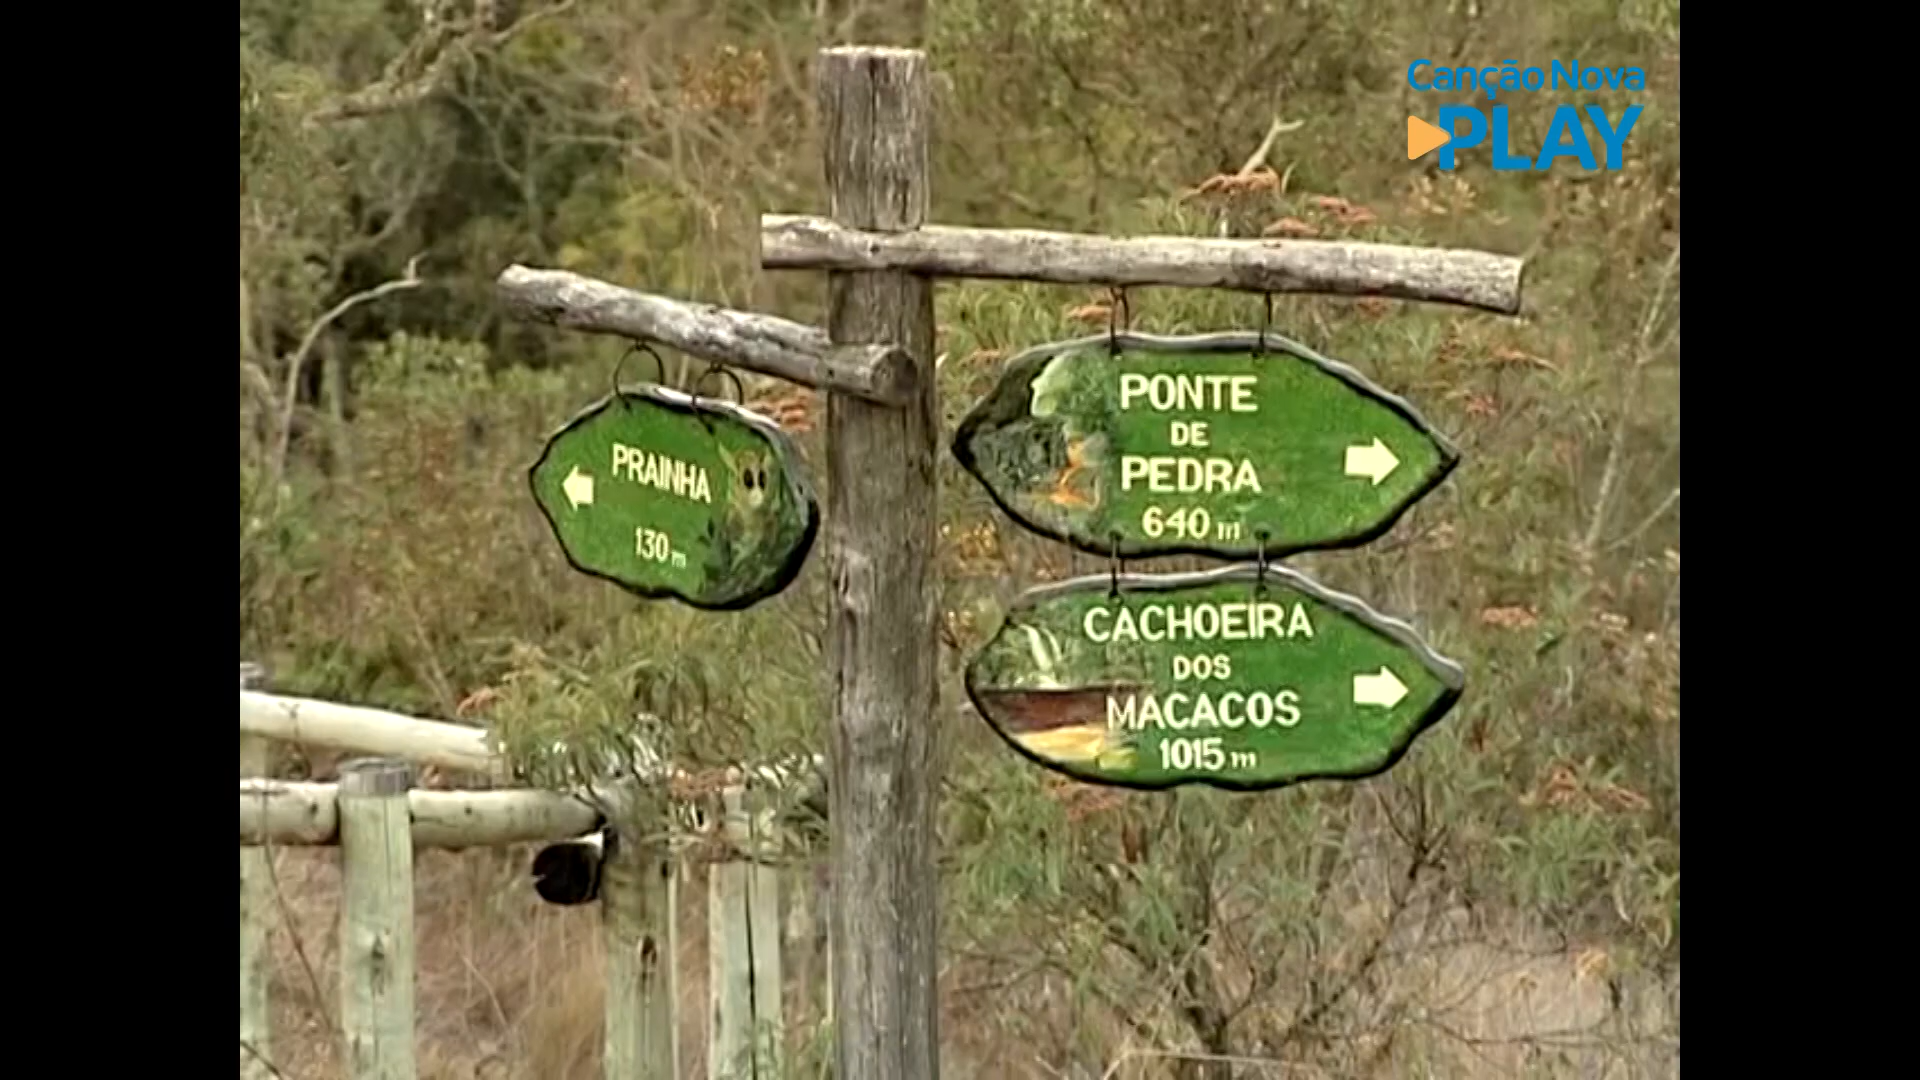 Canção Nova
PLAY
PRAINHA
130 m
PONTE
DE
PEDRA
640 m
CACHOEIRA
DOS
MACACOS
1015 m